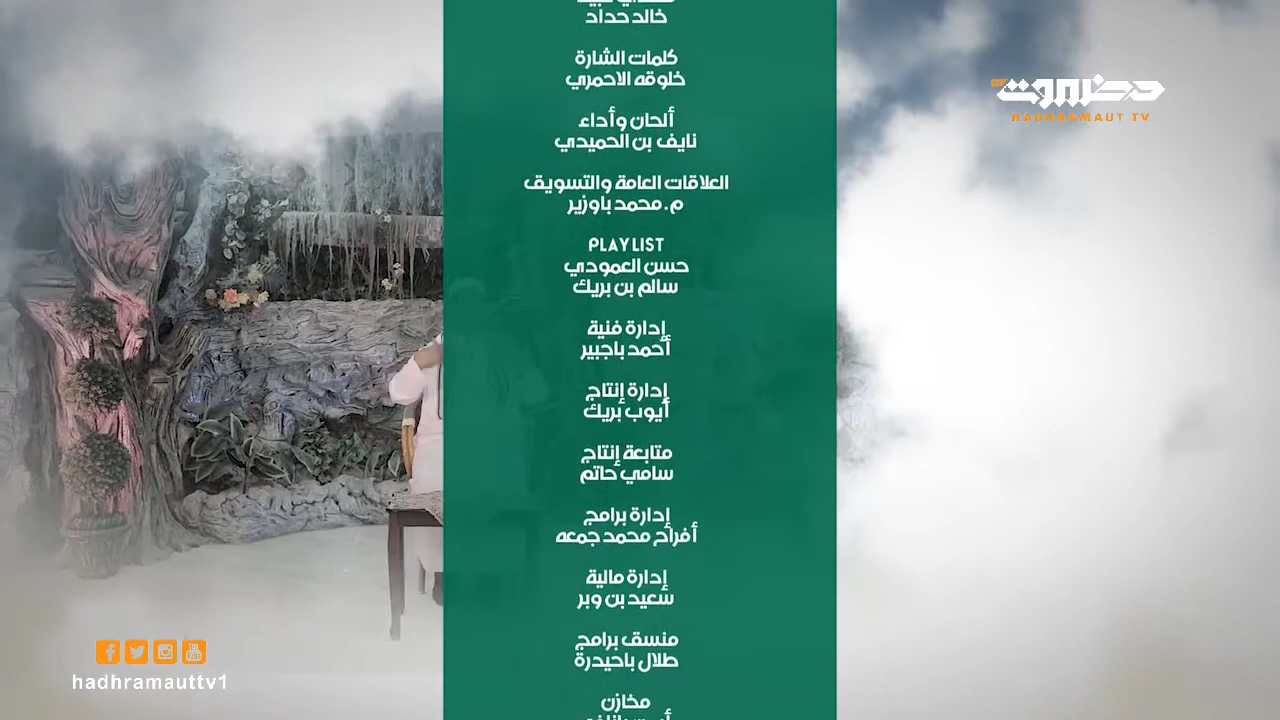 خالد حداد
كلمات الشارة
خلوقه الاحمري
ألحان وأداء
نايف بن الحميدي
العلاقات العامة والتسويق
م. محمد باوزير
PLAYLIST
حسن العمودي
سالم بن بريك
إدارة فنية
أحمد باجبير
إدارة إنتاج
أيوب بريك
متابعة إنتاج
سامي حاتم
إدارة برامج
أفراح محمد جمعه
إدارة مالية
سعيد بن وبر
منسف برامج
طلال باحيدرة
مخازن
حضرموت
HADHRAMAUT TV
hadhramauttv1